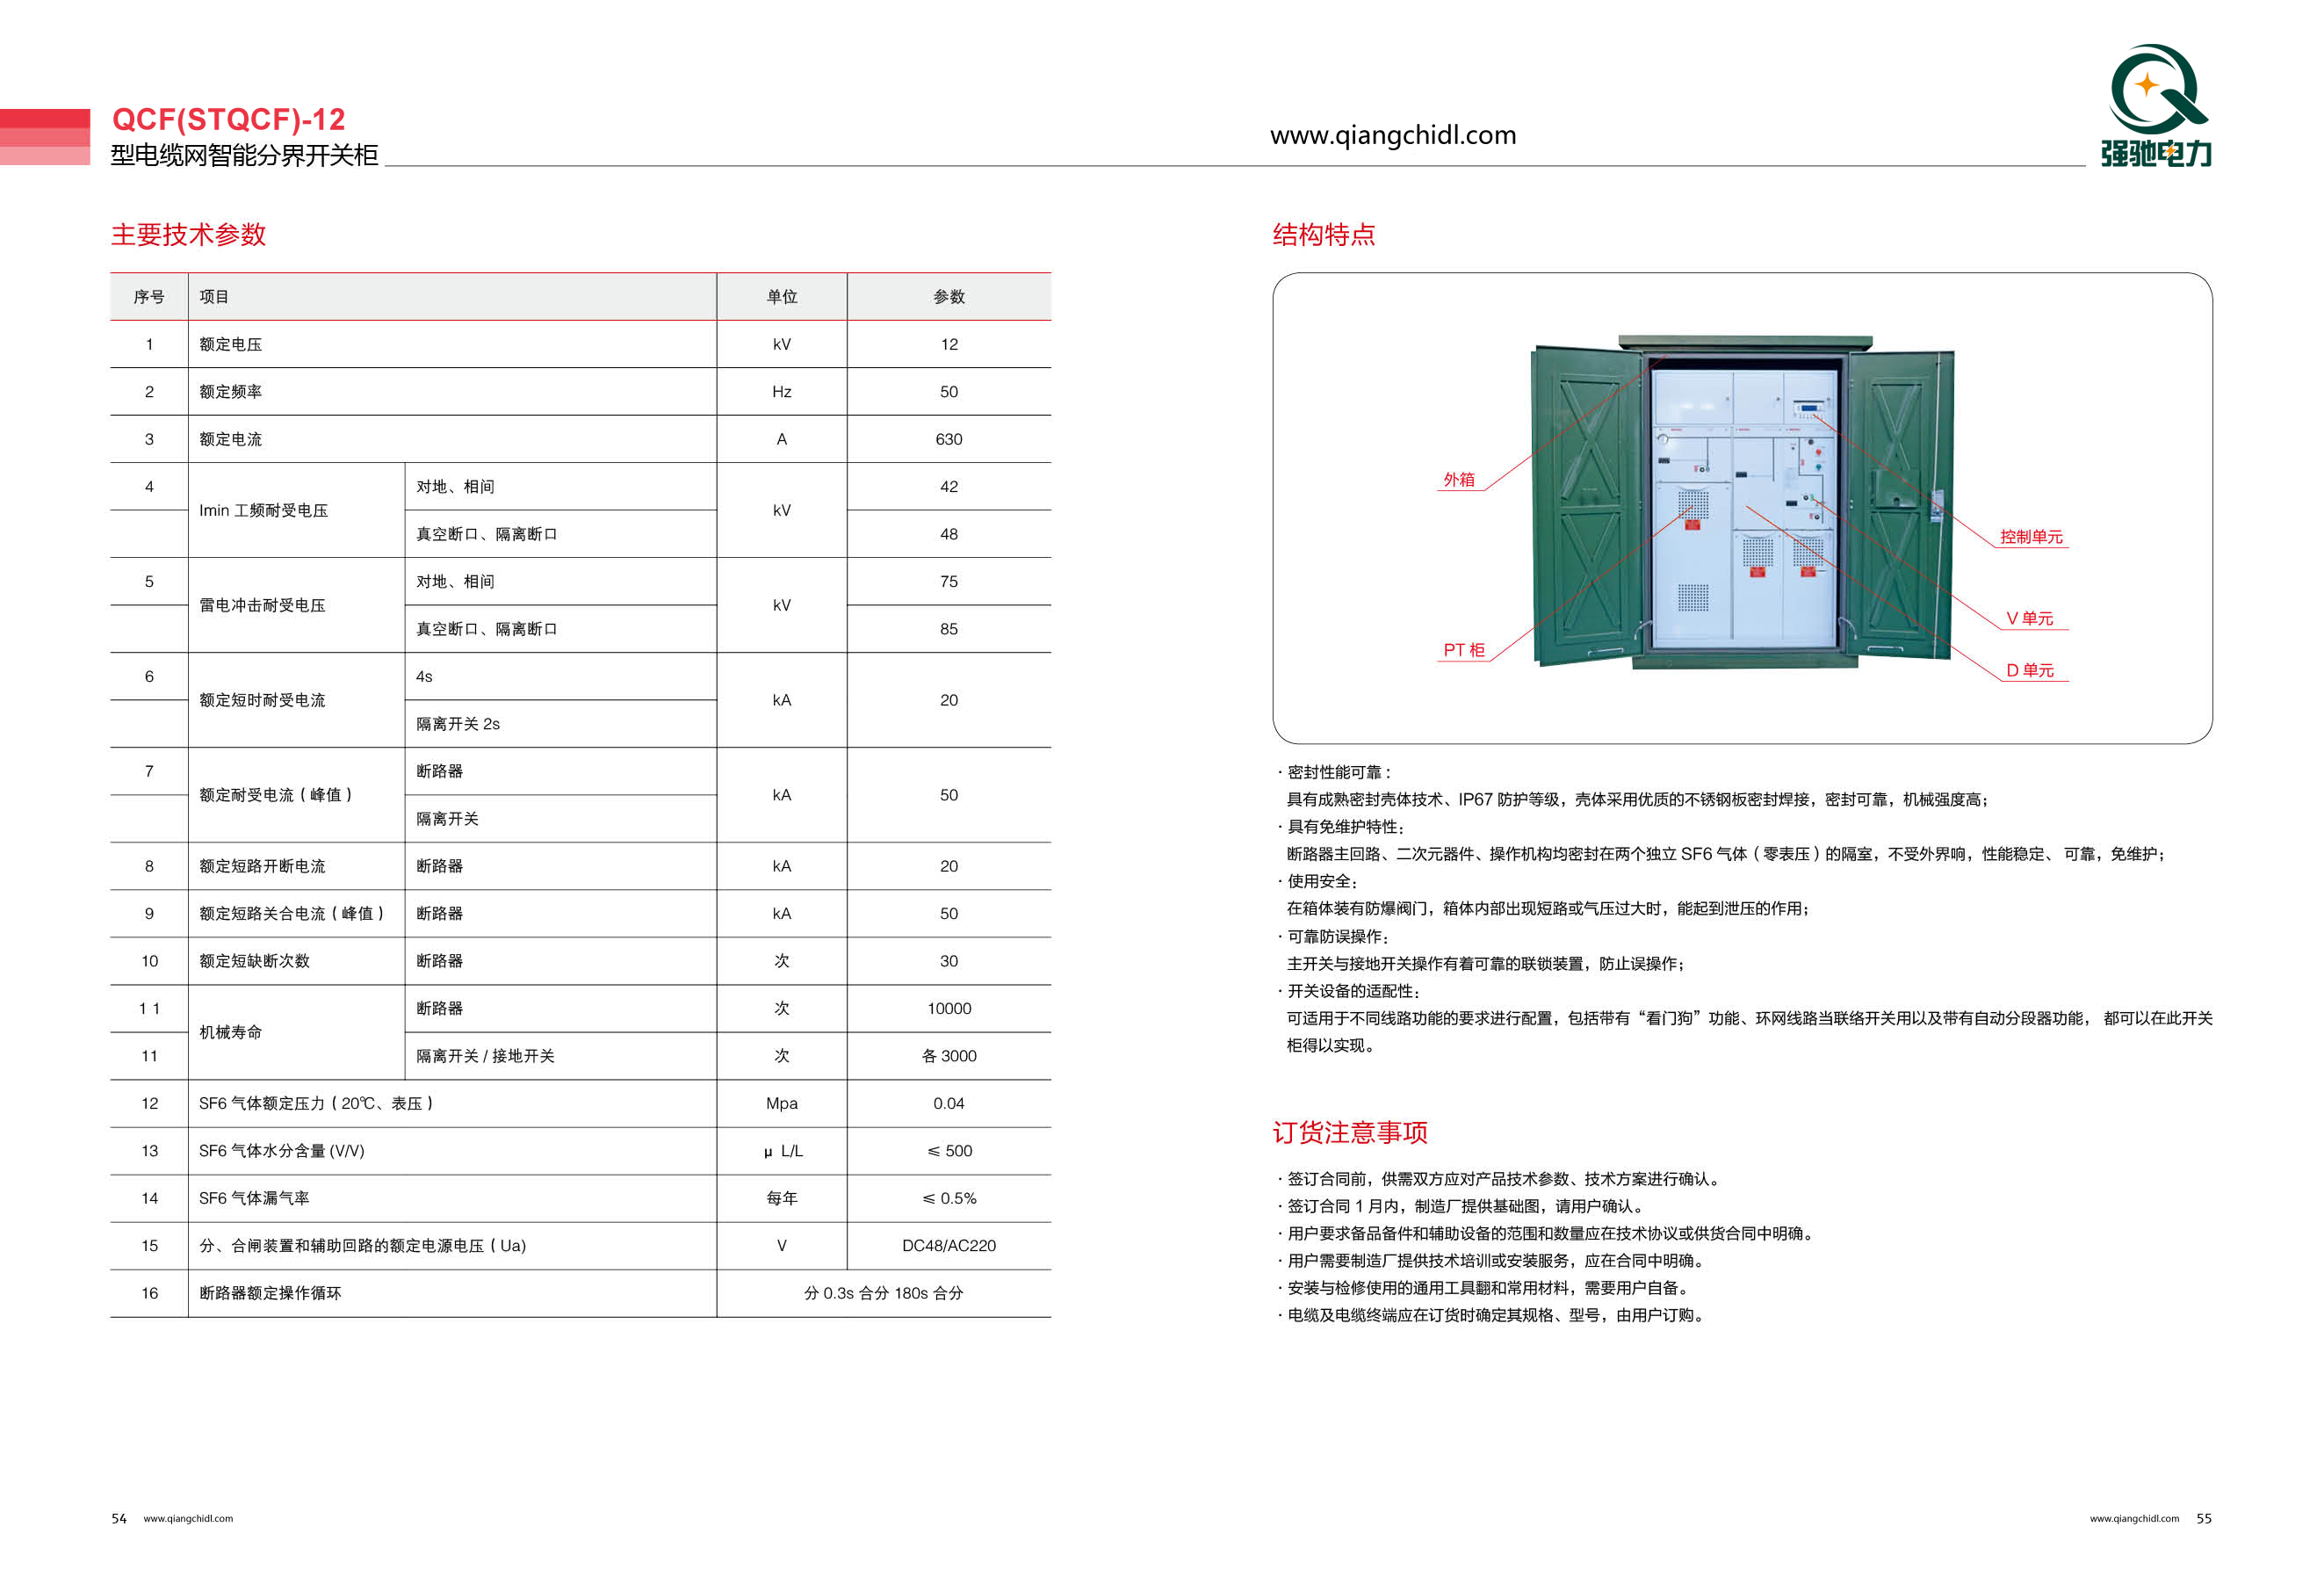 QCF(STQCF)-12
型电缆网智能分界开关柜
www.qiangchidl.com
强驰电力
主要技术参数
序号 项目 单位 参数
1 额定电压 kV 12
2 额定频率 Hz 50
3 额定电流 A 630
4 Imin 工频耐受电压 对地、相间 kV 42
真空断口、隔离断口 48
5 雷电冲击耐受电压 对地、相间 kV 75
真空断口、隔离断口 85
6 额定短时耐受电流 4s kA 20
隔离开关 2s
7 额定耐受电流（峰值） 断路器 kA 50
隔离开关
8 额定短路开断电流 断路器 kA 20
9 额定短路关合电流（峰值） 断路器 kA 50
10 额定短缺断次数 断路器 次 30
1 1 机械寿命 断路器 次 10000
11 隔离开关 / 接地开关 次 各 3000
12 SF6 气体额定压力（20℃、表压） Mpa 0.04
13 SF6 气体水分含量 (V/V) μ L/L ≤ 500
14 SF6 气体漏气率 每年 ≤ 0.5%
15 分、合闸装置和辅助回路的额定电源电压（Ua) V DC48/AC220
16 断路器额定操作循环 分 0.3s 合分 180s 合分
结构特点
外箱
PT 柜
控制单元
V 单元
D 单元
· 密封性能可靠：
具有成熟密封壳体技术、IP67 防护等级，壳体采用优质的不锈钢板密封焊接，密封可靠，机械强度高；
· 具有免维护特性：
断路器主回路、二次元器件、操作机构均密封在两个独立 SF6 气体（零表压）的隔室，不受外界响，性能稳定、 可靠，免维护；
· 使用安全：
在箱体装有防爆阀门，箱体内部出现短路或气压过大时，能起到泄压的作用；
· 可靠防误操作：
主开关与接地开关操作有着可靠的联锁装置，防止误操作；
· 开关设备的适配性：
可适用于不同线路功能的要求进行配置，包括带有“看门狗”功能、环网线路当联络开关用以及带有自动分段器功能， 都可以在此开关
柜得以实现。
订货注意事项
· 签订合同前，供需双方应对产品技术参数、技术方案进行确认。
· 签订合同 1 月内，制造厂提供基础图，请用户确认。
· 用户要求备品备件和辅助设备的范围和数量应在技术协议或供货合同中明确。
· 用户需要制造厂提供技术培训或安装服务，应在合同中明确。
· 安装与检修使用的通用工具翻和常用材料，需要用户自备。
· 电缆及电缆终端应在订货时确定其规格、型号，由用户订购。
54 www.qiangchidl.com
www.qiangchidl.com 55